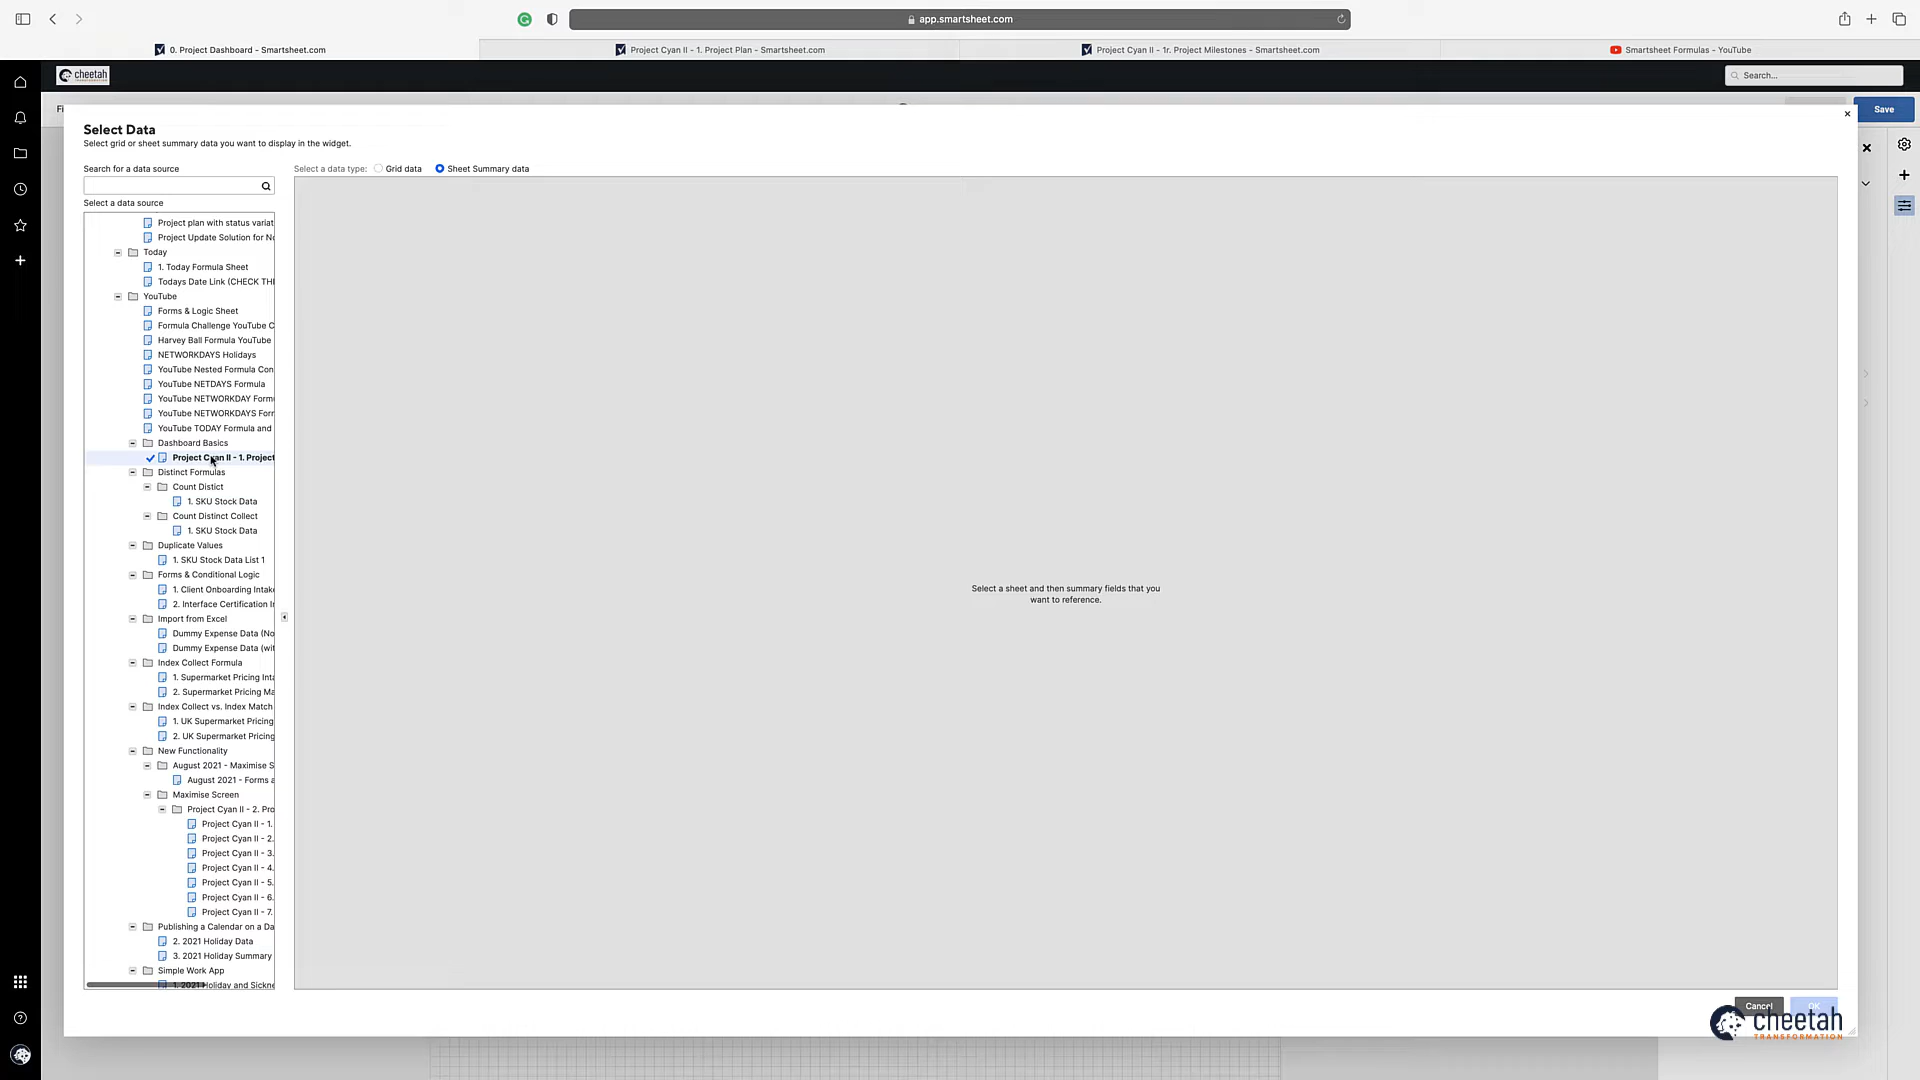 app.smartsheet.com
0. Project Dashboard - Smartsheet.com
Project Cyan II - 1. Project Plan - Smartsheet.com
Project Cyan II - 1r. Project Milestones - Smartsheet.com
Smartsheet Formulas - YouTube
cheetah
Search...
Fi
Save
Select Data
Select grid or sheet summary data you want to display in the widget.
Search for a data source
Select a data type: Grid data Sheet Summary data
Select a data source
Project plan with status variat
Project Update Solution for No
Today
1. Today Formula Sheet
Todays Date Link (CHECK THI
YouTube
Forms & Logic Sheet
Formula Challenge YouTube C
Harvey Ball Formula YouTube
NETWORKDAYS Holidays
YouTube Nested Formula Con
YouTube NETDAYS Formula
YouTube NETWORKDAY Formu
YouTube NETWORKDAYS Forr
YouTube TODAY Formula and
Dashboard Basics
Project Cyan II - 1. Project
Distinct Formulas
Count Distict
1. SKU Stock Data
Count Distinct Collect
1. SKU Stock Data
Duplicate Values
1. SKU Stock Data List 1
Forms & Conditional Logic
1. Client Onboarding Intake
2. Interface Certification In
Import from Excel
Dummy Expense Data (No
Dummy Expense Data (wit
Index Collect Formula
1. Supermarket Pricing Inta
2. Supermarket Pricing Ma
Index Collect vs. Index Match
1. UK Supermarket Pricing
2. UK Supermarket Pricing
New Functionality
August 2021 - Maximise S
August 2021 - Forms a
Maximise Screen
Project Cyan II - 2. Pro
Project Cyan II - 1.
Project Cyan II - 2.
Project Cyan II - 3.
Project Cyan II - 4.
Project Cyan II - 5.
Project Cyan II - 6.
Project Cyan II - 7.
Publishing a Calendar on a Da
2. 2021 Holiday Data
3. 2021 Holiday Summary
Simple Work App
1. 2021 Holiday and Sickne
Select a sheet and then summary fields that you
want to reference.
Cancel
OK
cheetah
TRANSFORMATION